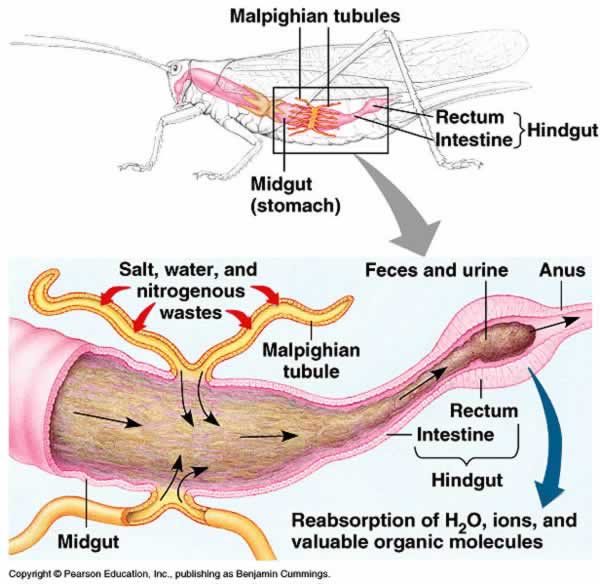 Malpighian tubules
Rectum
Intestine
Hindgut
Midgut
(stomach)
Salt, water, and
nitrogenous
wastes
Feces and urine
Anus
Malpighian
tubule
Rectum
Intestine
Hindgut
Midgut
Reabsorption of H₂O, ions, and
valuable organic molecules
Copyright © Pearson Education, Inc., publishing as Benjamin Cummings.